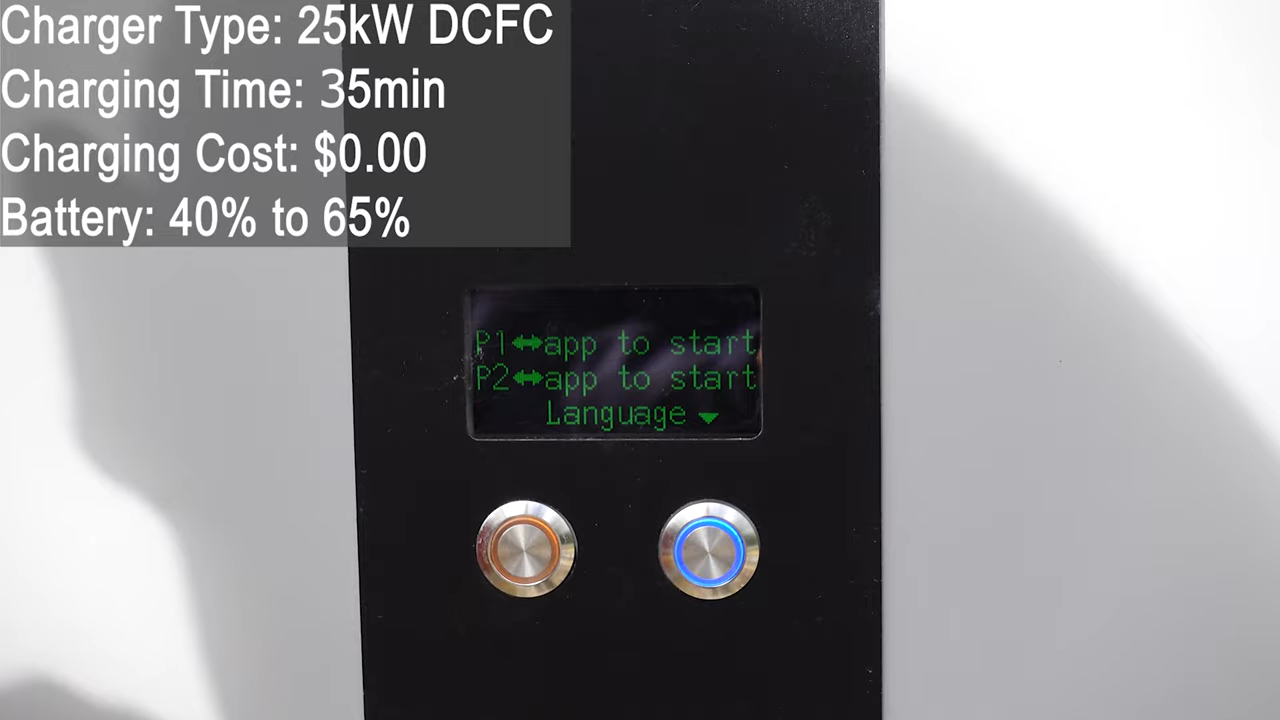 Charger Type: 25kW DCFC
Charging Time: 35min
Charging Cost: $0.00
Battery: 40% to 65%
P1↔app to start
P2↔app to start
Language ▼